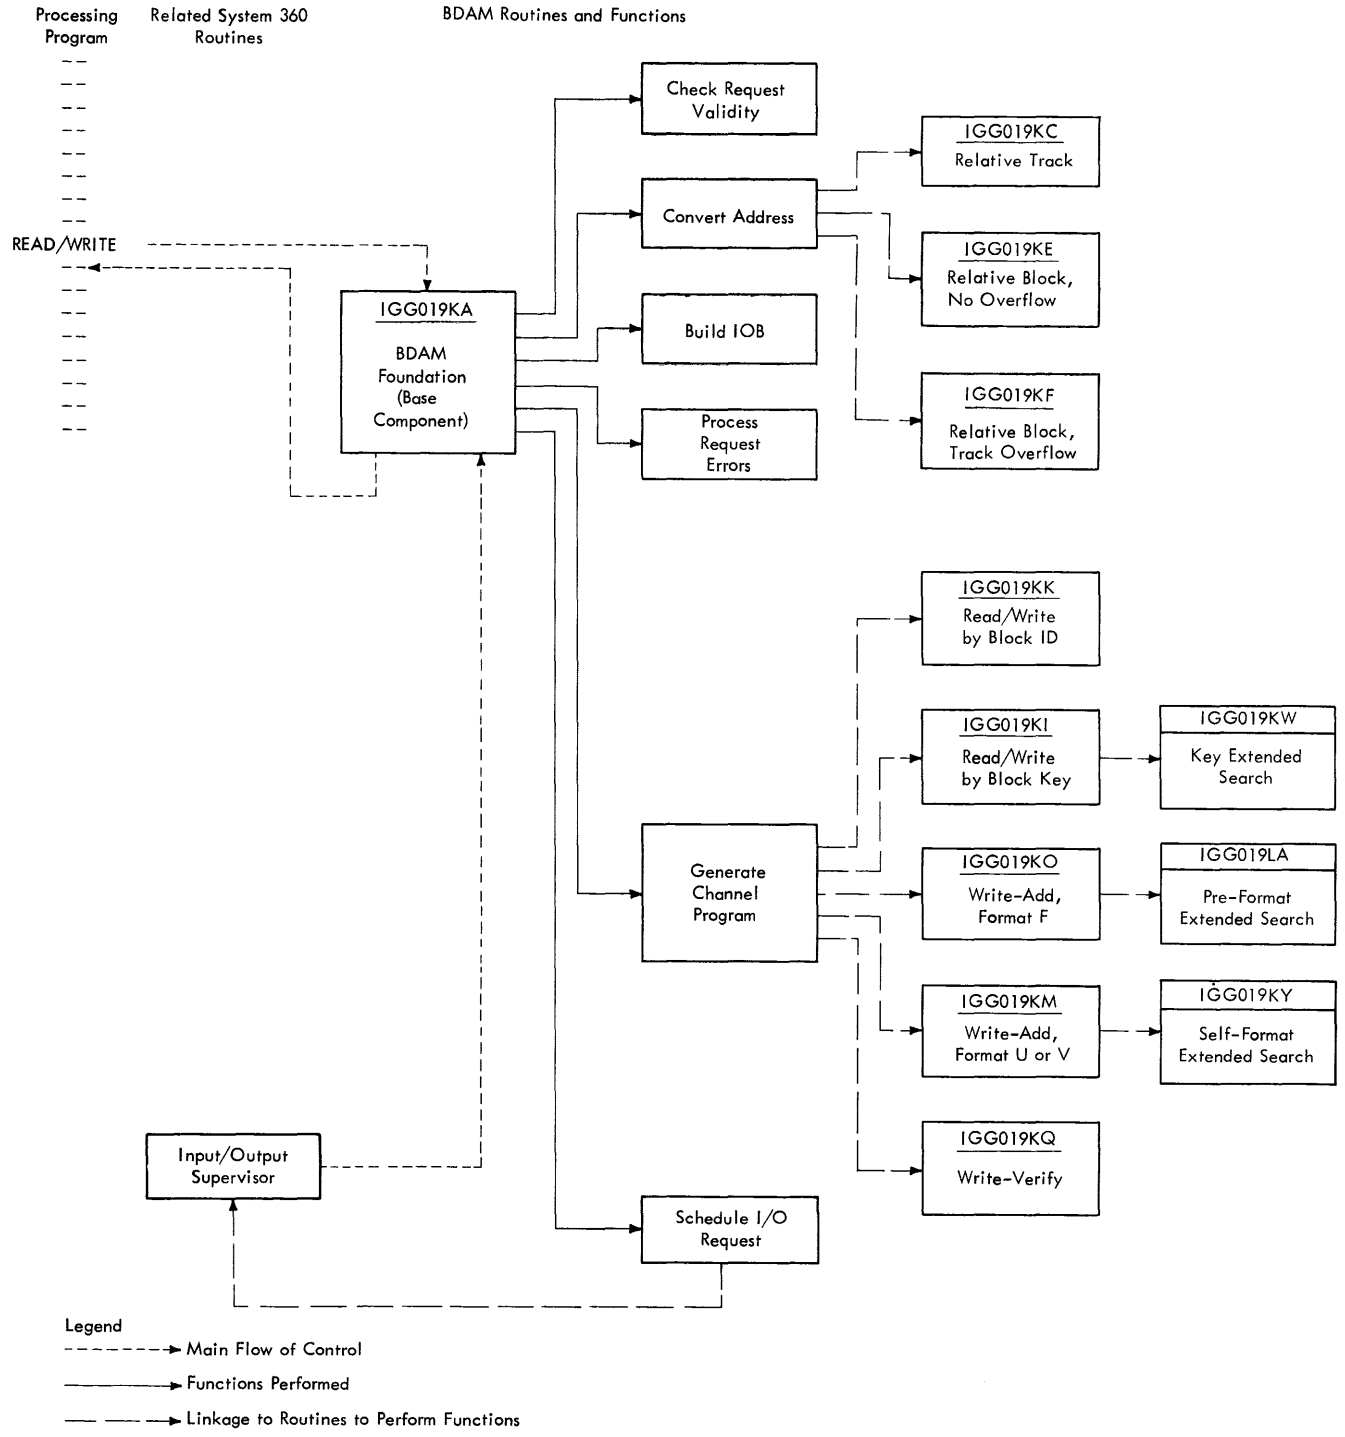 Processing
Program
Related System 360
Routines
BDAM Routines and Functions
READ/WRITE
IGG019KA
BDAM
Foundation
(Base
Component)
Check Request
Validity
Convert Address
Build IOB
Process
Request
Errors
IGG019KC
Relative Track
IGG019KE
Relative Block,
No Overflow
IGG019KF
Relative Block,
Track Overflow
Generate
Channel
Program
IGG019KK
Read/Write
by Block ID
IGG019KI
Read/Write
by Block Key
IGG019KW
Key Extended
Search
IGG019KO
Write-Add,
Format F
IGG019LA
Pre-Format
Extended Search
IGG019KM
Write-Add,
Format U or V
IGG019KY
Self-Format
Extended Search
IGG019KQ
Write-Verify
Input/Output
Supervisor
Schedule I/O
Request
Legend
Main Flow of Control
Functions Performed
Linkage to Routines to Perform Functions